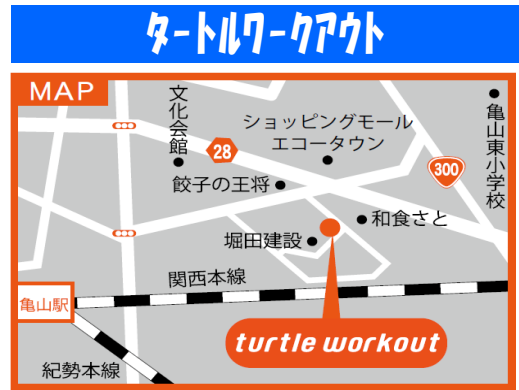 タートルワークアウト
MAP
文化会館
28
ショッピングモール
エコータウン
亀山東小学校
300
餃子の王将
和食さと
堀田建設
関西本線
亀山駅
turtle workout
紀勢本線